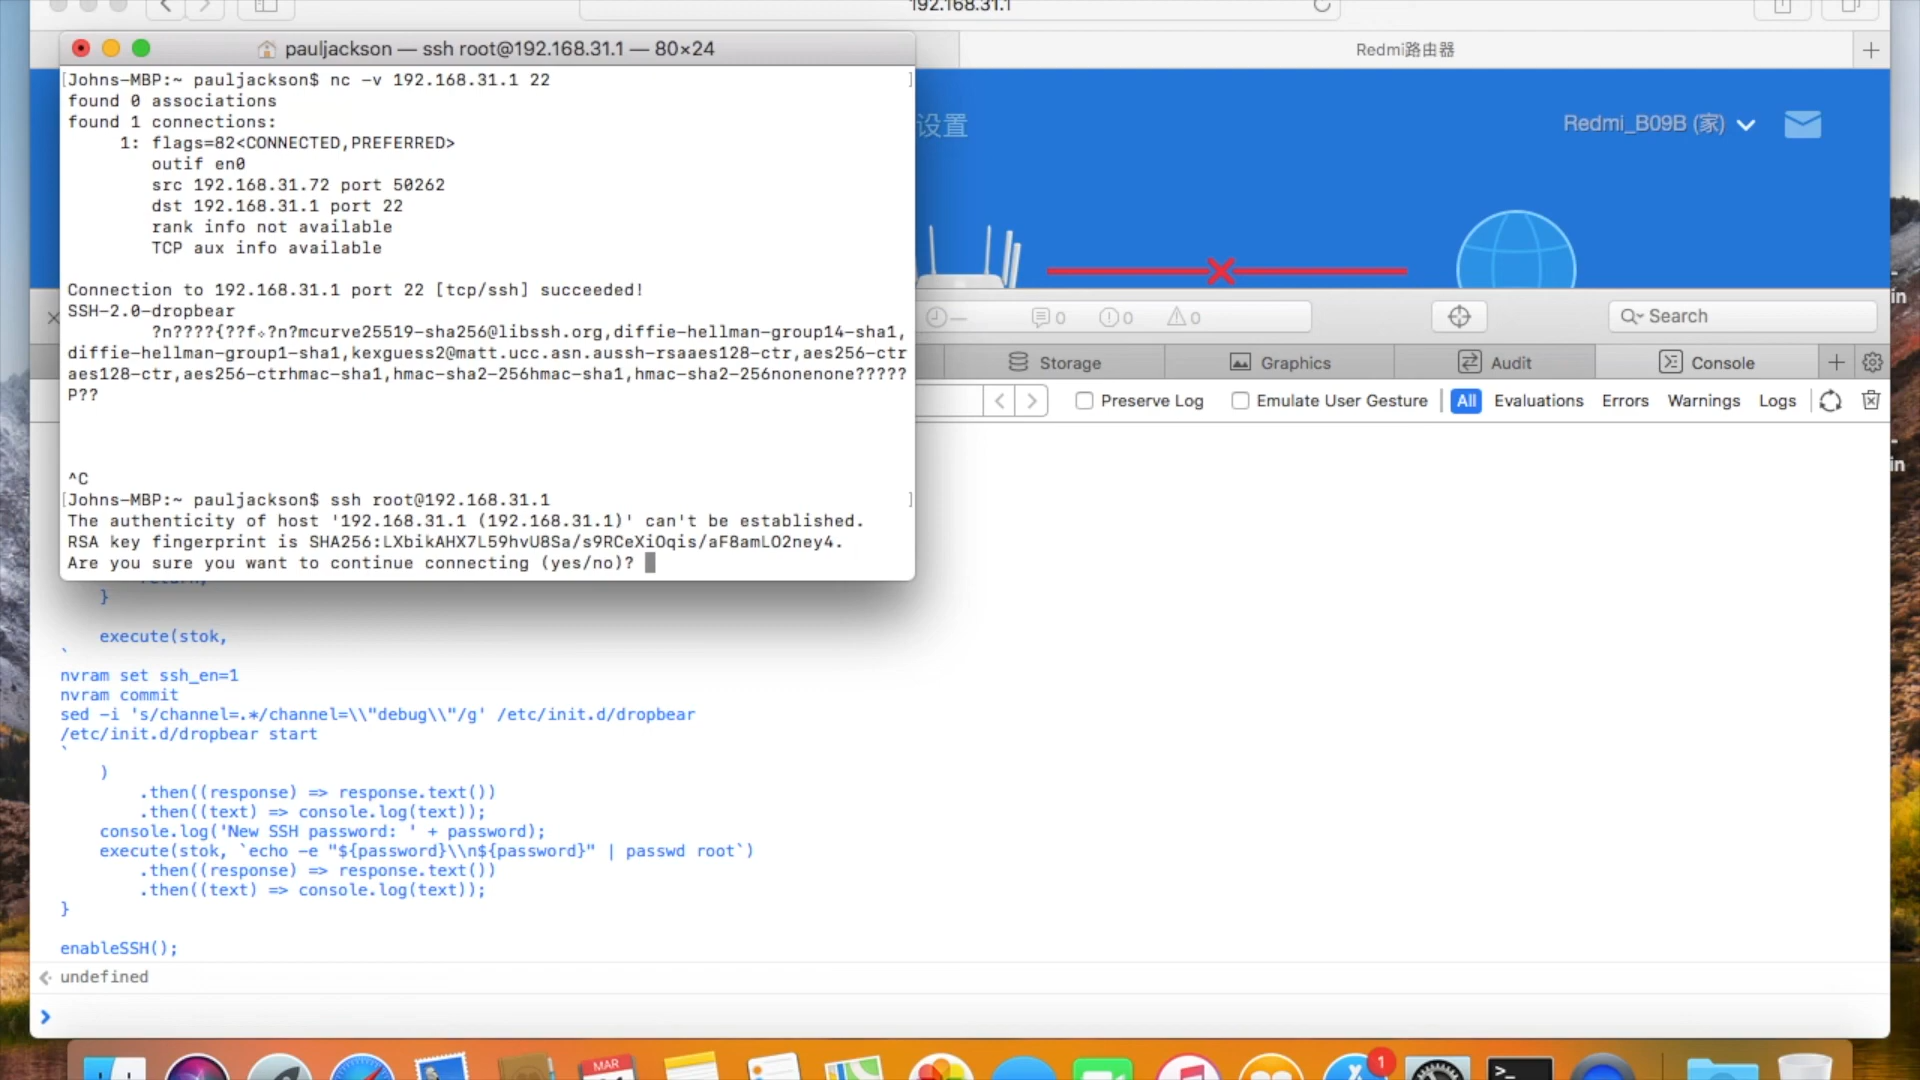 192.168.31.1
pauljackson — ssh root@192.168.31.1 — 80×24
Redmi路由器
[Johns-MBP:~ pauljackson$ nc -v 192.168.31.1 22 ]
found 0 associations
found 1 connections:
1: flags=82<CONNECTED,PREFERRED>
outif en0
src 192.168.31.72 port 50262
dst 192.168.31.1 port 22
rank info not available
TCP aux info available
Connection to 192.168.31.1 port 22 [tcp/ssh] succeeded!
SSH-2.0-dropbear
?n????{??f⬦?n?mcurve25519-sha256@libssh.org,diffie-hellman-group14-sha1,
diffie-hellman-group1-sha1,kexguess2@matt.ucc.asn.aussh-rsaaes128-ctr,aes256-ctr
aes128-ctr,aes256-ctrhmac-sha1,hmac-sha2-256hmac-sha1,hmac-sha2-256nonenone?????
P??
^C
[Johns-MBP:~ pauljackson$ ssh root@192.168.31.1 ]
The authenticity of host '192.168.31.1 (192.168.31.1)' can't be established.
RSA key fingerprint is SHA256:LXbikAHX7L59hvU8Sa/s9RCeXiOqis/aF8amLO2ney4.
Are you sure you want to continue connecting (yes/no)?
设置
Redmi_B09B (家)
0 0 0
Search
Storage Graphics Audit Console
Preserve Log Emulate User Gesture All Evaluations Errors Warnings Logs
in
in
}
execute(stok,
`
nvram set ssh_en=1
nvram commit
sed -i 's/channel=.*/channel=\\"debug\\"/g' /etc/init.d/dropbear
/etc/init.d/dropbear start
`
)
.then((response) => response.text())
.then((text) => console.log(text));
console.log('New SSH password: ' + password);
execute(stok, `echo -e "${password}\\n${password}" | passwd root`)
.then((response) => response.text())
.then((text) => console.log(text));
}
enableSSH();
undefined
MAR
1